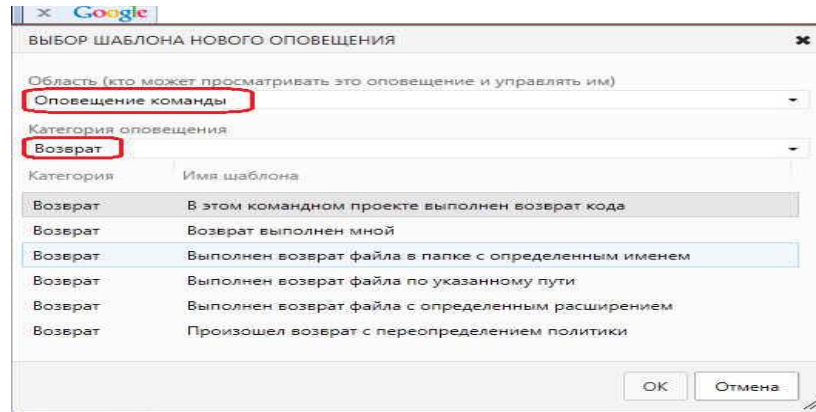 × Google
ВЫБОР ШАБЛОНА НОВОГО ОПОВЕЩЕНИЯ
Область (кто может просматривать это оповещение и управлять им)
Оповещение команды
Категория оповещения
Возврат
Категория Имя шаблона
Возврат В этом командном проекте выполнен возврат кода
Возврат Возврат выполнен мной
Возврат Выполнен возврат файла в папке с определенным именем
Возврат Выполнен возврат файла по указанному пути
Возврат Выполнен возврат файла с определенным расширением
Возврат Произошел возврат с переопределением политики
ОК Отмена